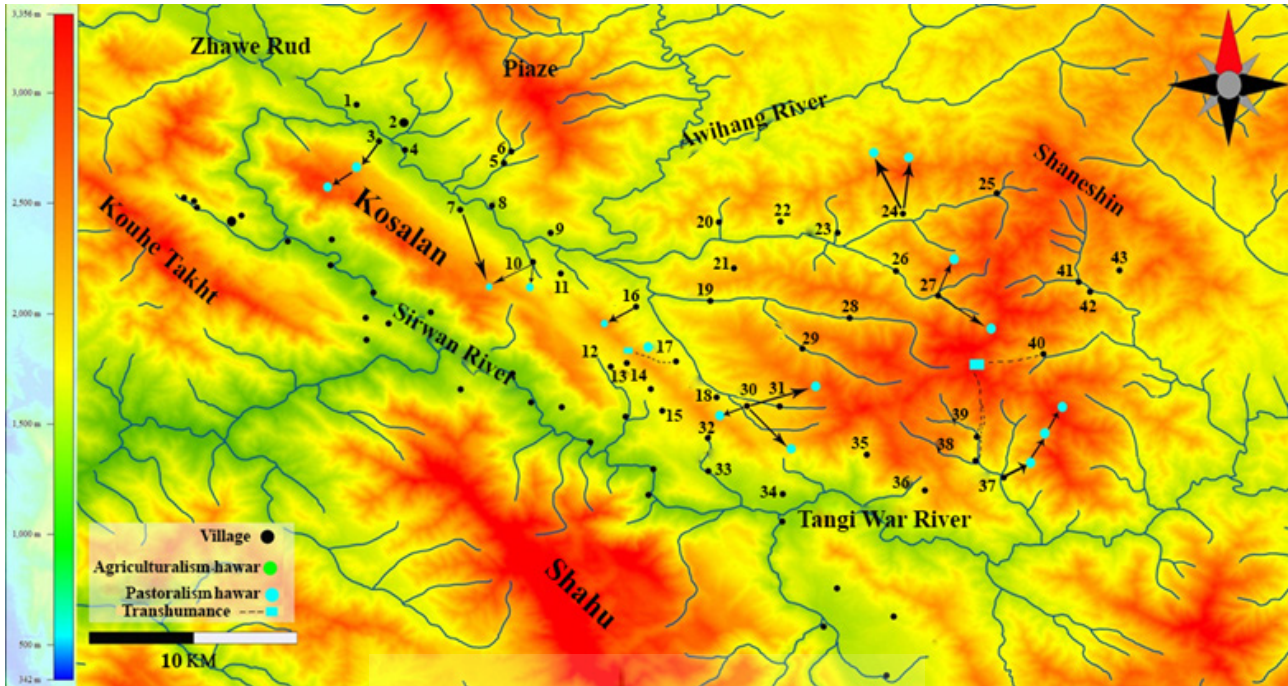 3,356 m
3,000 m
2,500 m
2,000 m
1,500 m
1,000 m
500 m
342 m
Zhawe Rud
Piaze
Awihang River
Shaneshin
Kosalan
Kouhe Takht
Sirwan River
Tangi War River
Shahu
1
2
3
4
5
6
7
8
9
10
11
12
13
14
15
16
17
18
19
20
21
22
23
24
25
26
27
28
29
30
31
32
33
34
35
36
37
38
39
40
41
42
43
Village
Agriculturalism hawar
Pastoralism hawar
Transhumance
10 KM